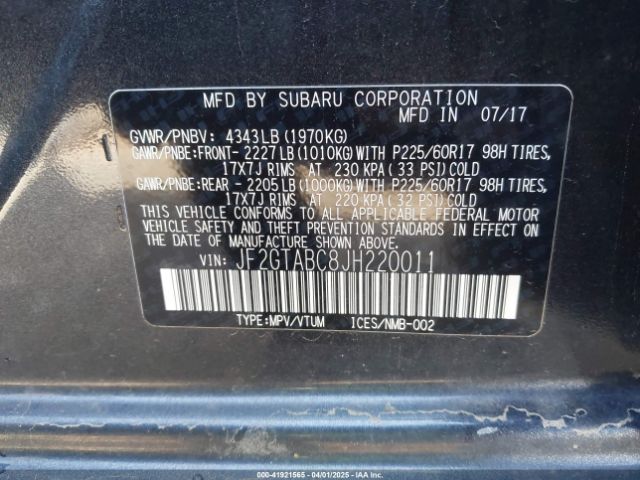 MFD BY SUBARU CORPORATION
MFD IN 07/17
GVWR/PNBV: 4343LB(1970KG)
GAWR/PNBE:FRONT- 2227LB(1010KG)WITH P225/60R17 98H TIRES,
17X7J RIMS AT 230 KPA( 33 PSI)COLD
GAWR/PNBE:REAR - 2205LB(1000KG)WITH P225/60R17 98H TIRES,
17X7J RIMS AT 220 KPA( 32 PSI)COLD
THIS VEHICLE CONFORMS TO ALL APPLICABLE FEDERAL MOTOR
VEHICLE SAFETY AND THEFT PREVENTION STANDARDS IN EFFECT
ON THE DATE OF MANUFACTURE SHOWN ABOVE.
VIN: JF2GTABC8JH220011
TYPE:MPV/VTUM ICES/NMB-002
000-41921565 04/01/2025 IAAI.COM